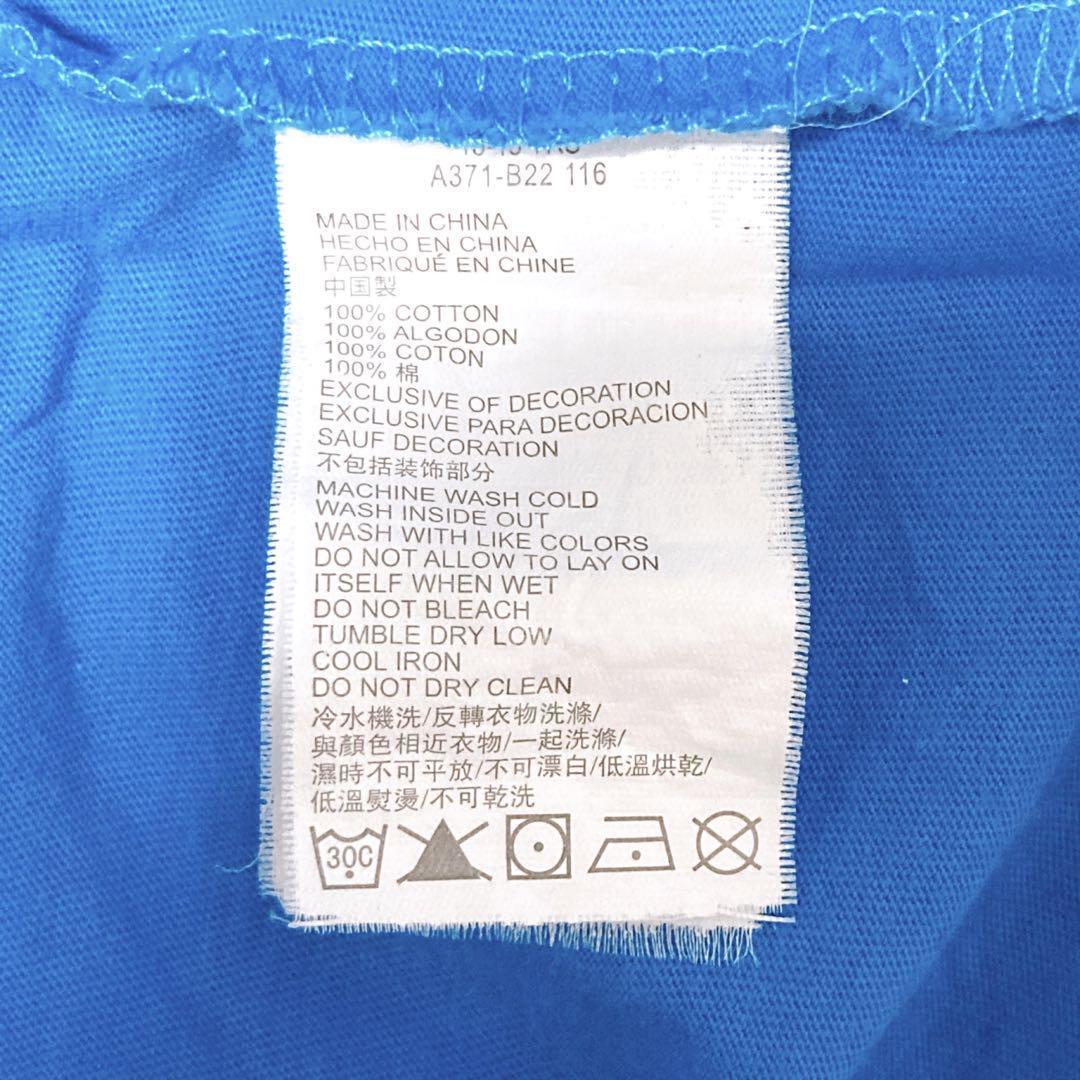 A371-B22 116
MADE IN CHINA
HECHO EN CHINA
FABRIQUÉ EN CHINE
中国製
100% COTTON
100% ALGODON
100% COTON
100% 棉
EXCLUSIVE OF DECORATION
EXCLUSIVE PARA DECORACION
SAUF DECORATION
不包括装饰部分
MACHINE WASH COLD
WASH INSIDE OUT
WASH WITH LIKE COLORS
DO NOT ALLOW TO LAY ON
ITSELF WHEN WET
DO NOT BLEACH
TUMBLE DRY LOW
COOL IRON
DO NOT DRY CLEAN
冷水機洗/反轉衣物洗滌/
與顏色相近衣物/一起洗滌/
濕時不可平放/不可漂白/低溫烘乾/
低溫熨燙/不可乾洗
30C